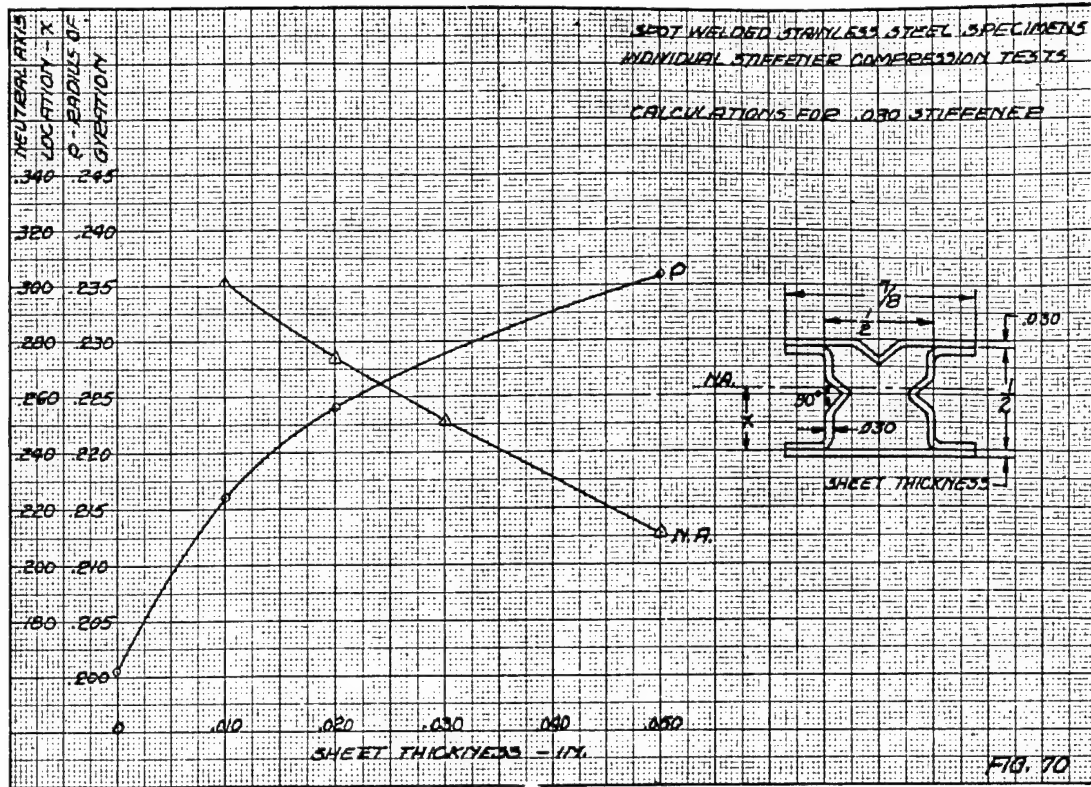 SPOT WELDED STAINLESS STEEL SPECIMENS
INDIVIDUAL STIFFENER COMPRESSION TESTS
CALCULATIONS FOR .030 STIFFENER
NEUTRAL AXIS
LOCATION - X
ρ - RADIUS OF
GYRATION
.340 .245
.320 .240
.300 .235
.280 .230
.260 .225
.240 .220
.220 .215
.200 .210
.180 .205
.200
0 .010 .020 .030 .040 .050
SHEET THICKNESS - IN.
ρ
N.A.
7/8
1/2
.030
N.A.
90°
X
1/2
.030
SHEET THICKNESS
FIG. 70